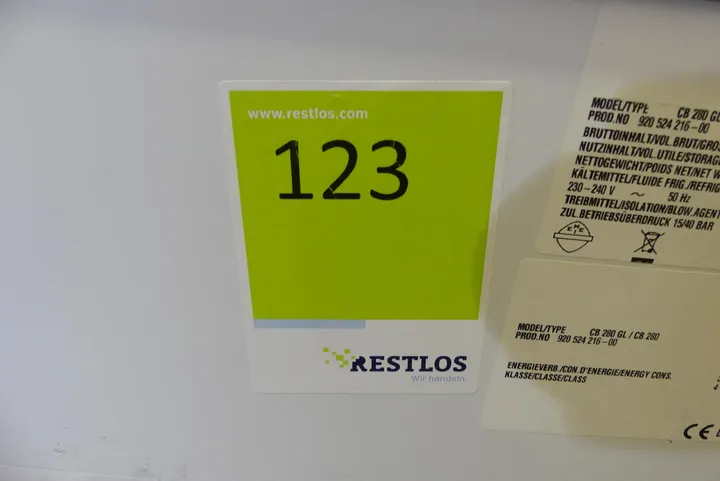 www.restlos.com
123
RESTLOS
Wir handeln.
MODEL/TYPE CB 280 GL
PROD.NO 920 524 216-00
BRUTTOINHALT/VOL.BRUT/GROS
NUTZINHALT/VOL.UTILE/STORAG
NETTOGEWICHT/POIDS NET/NET W
KÄLTEMITTEL/FLUIDE FRIG./REFRIG
230-240 V ~ 50 Hz
TREIBMITTEL/ISOLATION/BLOW.AGENT
ZUL.BETRIEBSÜBERDRUCK 15/40 BAR
MODEL/TYPE CB 280 GL / CB 280
PROD.NO 920 524 216-00
ENERGIEVERB./CON.D'ENERGIE/ENERGY CONS.
KLASSE/CLASSE/CLASS
CE